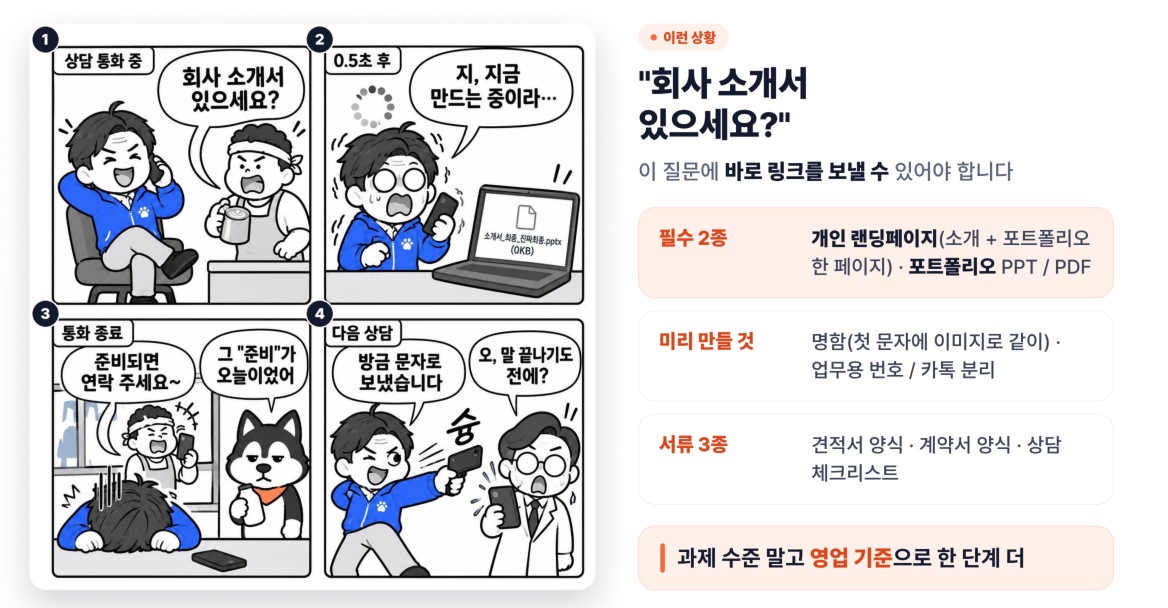 1
상담 통화 중
회사 소개서
있으세요?
2
0.5초 후
지, 지금
만드는 중이라…
소개서_최종_진짜최종.pptx
(0KB)
3
통화 종료
준비되면
연락 주세요~
그 "준비"가
오늘이었어
4
다음 상담
방금 문자로
보냈습니다
오, 말 끝나기도
전에?
슝
이런 상황
"회사 소개서
있으세요?"
이 질문에 바로 링크를 보낼 수 있어야 합니다
필수 2종
개인 랜딩페이지(소개 + 포트폴리오
한 페이지) · 포트폴리오 PPT / PDF
미리 만들 것
명함(첫 문자에 이미지로 같이) ·
업무용 번호 / 카톡 분리
서류 3종
견적서 양식 · 계약서 양식 · 상담
체크리스트
과제 수준 말고 영업 기준으로 한 단계 더